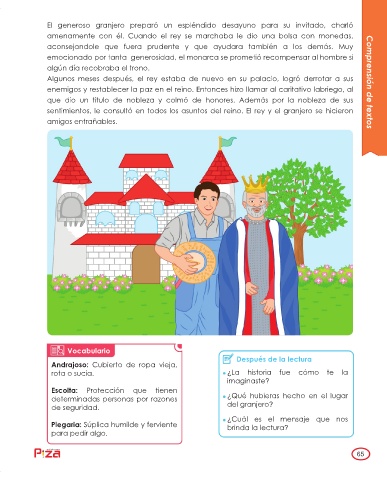 El generoso granjero preparó un espléndido desayuno para su invitado, charló
amenamente con él. Cuando el rey se marchaba le dio una bolsa con monedas,
aconsejándole que fuera prudente y que ayudara también a los demás. Muy
emocionado por tanta generosidad, el monarca se prometió recompensar al hombre si
algún día recobraba el trono.
Algunos meses después, el rey estaba de nuevo en su palacio, logró derrotar a sus
enemigos y restablecer la paz en el reino. Entonces hizo llamar al caritativo labriego, al
que dio un título de nobleza y colmó de honores. Además por la nobleza de sus
sentimientos, le consultó en todos los asuntos del reino. El rey y el granjero se hicieron
amigos entrañables.
Comprensión de textos
Vocabulario
Andrajoso: Cubierto de ropa vieja,
rota o sucia.
Escolta: Protección que tienen
determinadas personas por razones
de seguridad.
Plegaria: Súplica humilde y ferviente
para pedir algo.
Después de la lectura
¿La historia fue cómo te la
imaginaste?
¿Qué hubieras hecho en el lugar
del granjero?
¿Cuál es el mensaje que nos
brinda la lectura?
P:zá
65